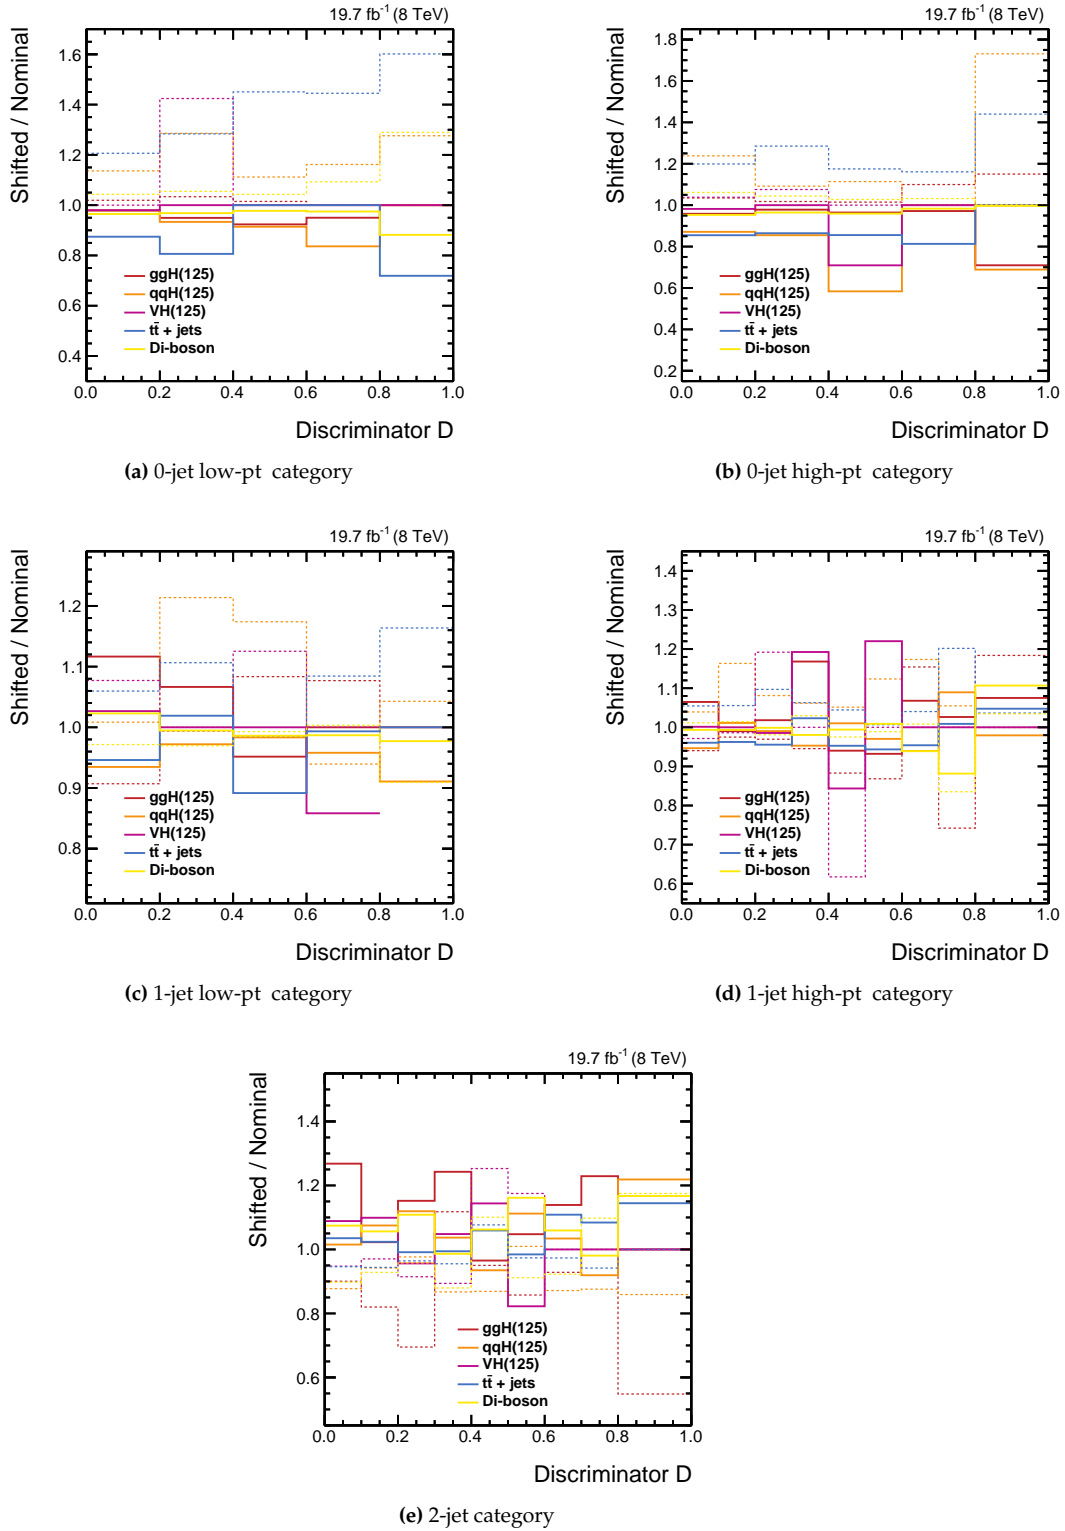 19.7 fb⁻¹ (8 TeV)
Shifted / Nominal
1.6
1.4
1.2
1.0
0.8
0.6
0.4
ggH(125)
qqH(125)
VH(125)
tt̄ + jets
Di-boson
0.0 0.2 0.4 0.6 0.8 1.0
Discriminator D
(a) 0-jet low-pt category
19.7 fb⁻¹ (8 TeV)
Shifted / Nominal
1.8
1.6
1.4
1.2
1.0
0.8
0.6
0.4
0.2
ggH(125)
qqH(125)
VH(125)
tt̄ + jets
Di-boson
0.0 0.2 0.4 0.6 0.8 1.0
Discriminator D
(b) 0-jet high-pt category
19.7 fb⁻¹ (8 TeV)
Shifted / Nominal
1.2
1.1
1.0
0.9
0.8
ggH(125)
qqH(125)
VH(125)
tt̄ + jets
Di-boson
0.0 0.2 0.4 0.6 0.8 1.0
Discriminator D
(c) 1-jet low-pt category
19.7 fb⁻¹ (8 TeV)
Shifted / Nominal
1.4
1.3
1.2
1.1
1.0
0.9
0.8
0.7
0.6
ggH(125)
qqH(125)
VH(125)
tt̄ + jets
Di-boson
0.0 0.2 0.4 0.6 0.8 1.0
Discriminator D
(d) 1-jet high-pt category
19.7 fb⁻¹ (8 TeV)
Shifted / Nominal
1.4
1.2
1.0
0.8
0.6
ggH(125)
qqH(125)
VH(125)
tt̄ + jets
Di-boson
0.0 0.2 0.4 0.6 0.8 1.0
Discriminator D
(e) 2-jet category